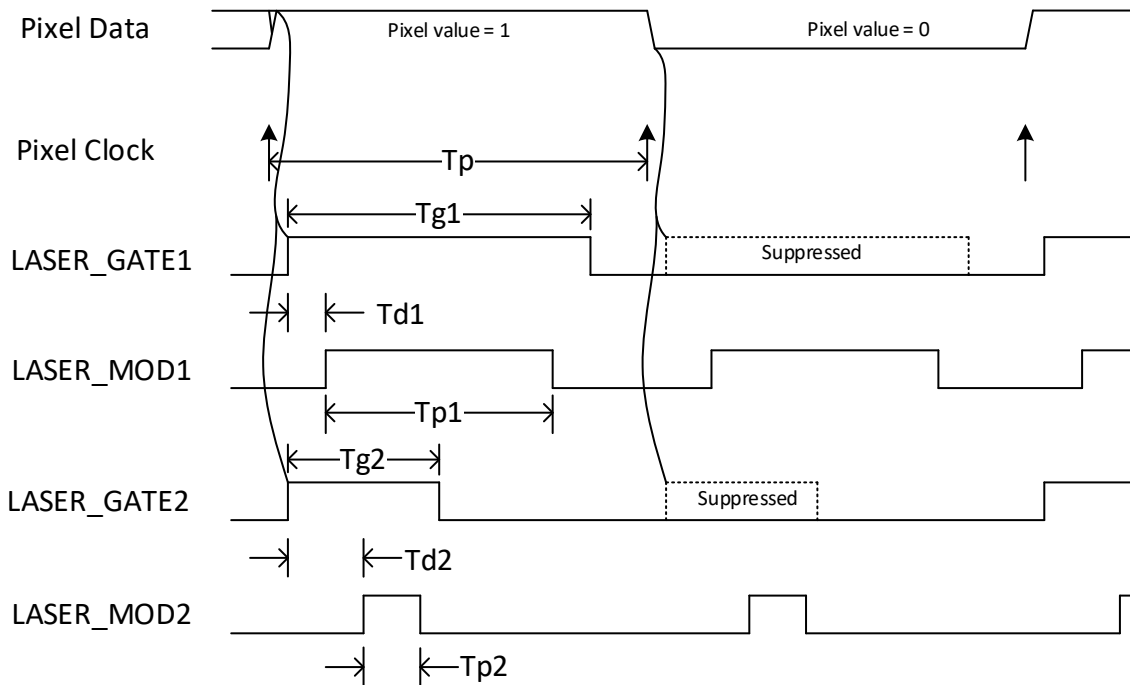 Pixel Data
Pixel value = 1
Pixel value = 0
Pixel Clock
Tp
Tg1
LASER_GATE1
Suppressed
Td1
LASER_MOD1
Tp1
Tg2
LASER_GATE2
Suppressed
Td2
LASER_MOD2
Tp2